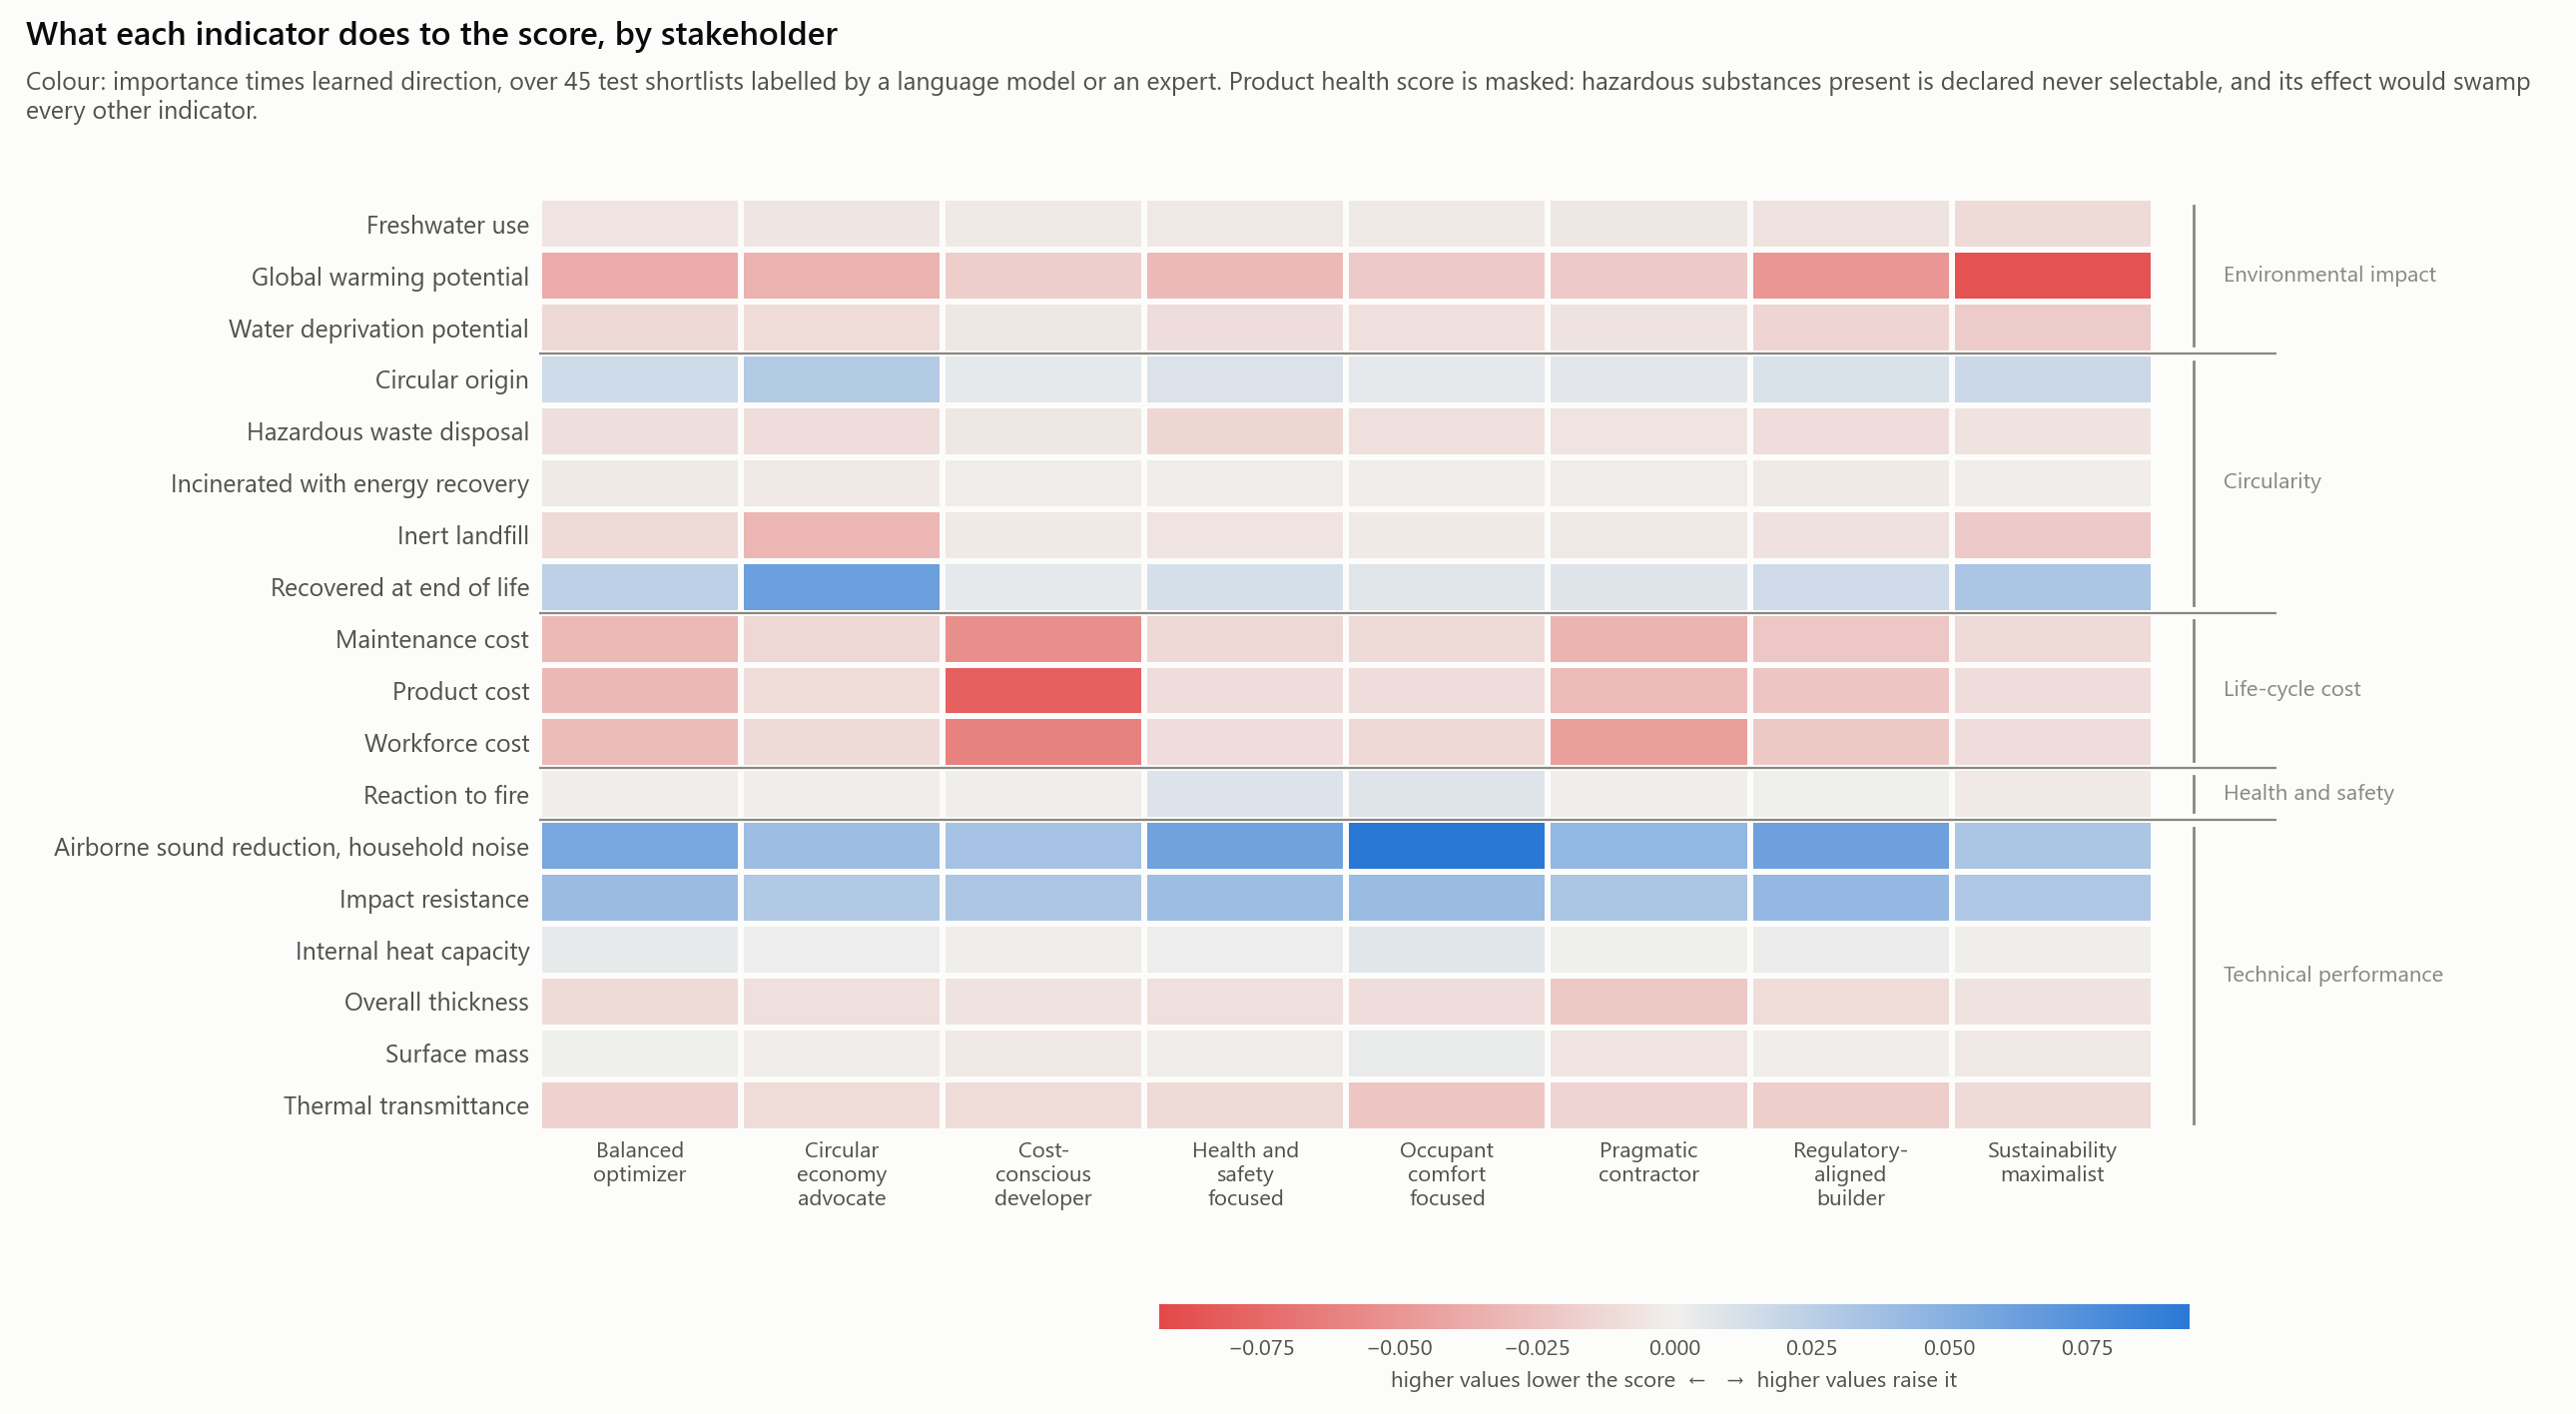 What each indicator does to the score, by stakeholder
Colour: importance times learned direction, over 45 test shortlists labelled by a language model or an expert. Product health score is masked: hazardous substances present is declared never selectable, and its effect would swamp
every other indicator.
Freshwater use
Global warming potential
Environmental impact
Water deprivation potential
Circular origin
Hazardous waste disposal
Incinerated with energy recovery
Circularity
Inert landfill
Recovered at end of life
Maintenance cost
Product cost
Life-cycle cost
Workforce cost
Reaction to fire
Health and safety
Airborne sound reduction, household noise
Impact resistance
Internal heat capacity
Technical performance
Overall thickness
Surface mass
Thermal transmittance
Balanced
optimizer
Circular
economy
advocate
Cost-
conscious
developer
Health and
safety
focused
Occupant
comfort
focused
Pragmatic
contractor
Regulatory-
aligned
builder
Sustainability
maximalist
−0.075 −0.050 −0.025 0.000 0.025 0.050 0.075
higher values lower the score ← → higher values raise it